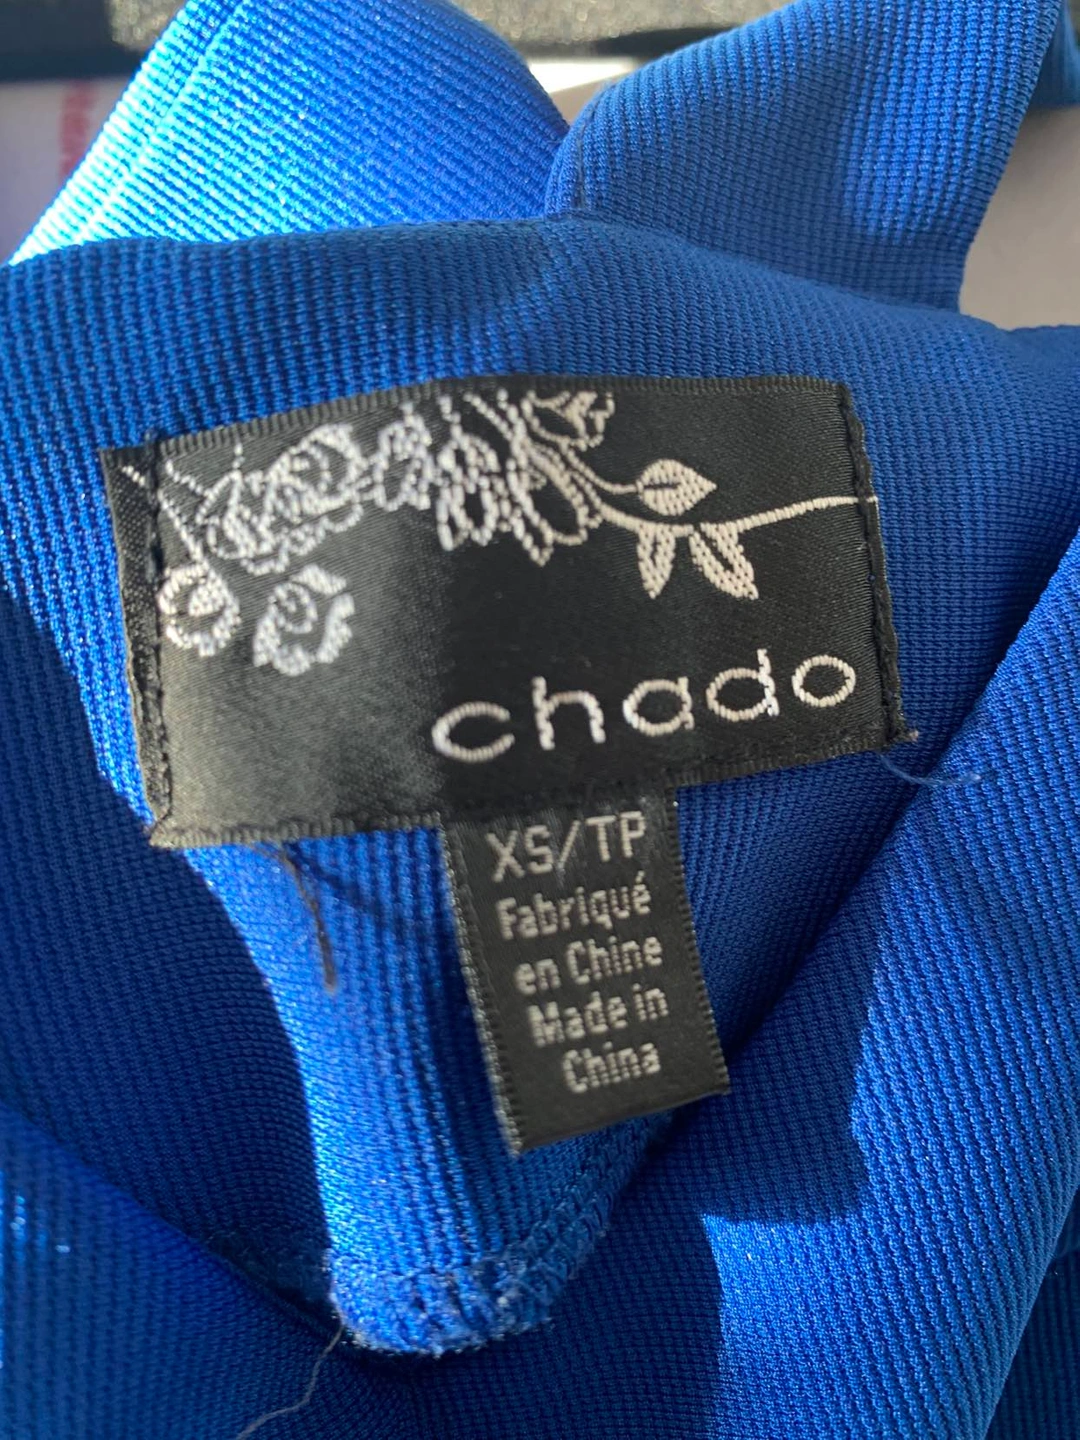 chado
XS/TP
Fabriqué
en Chine
Made in
China